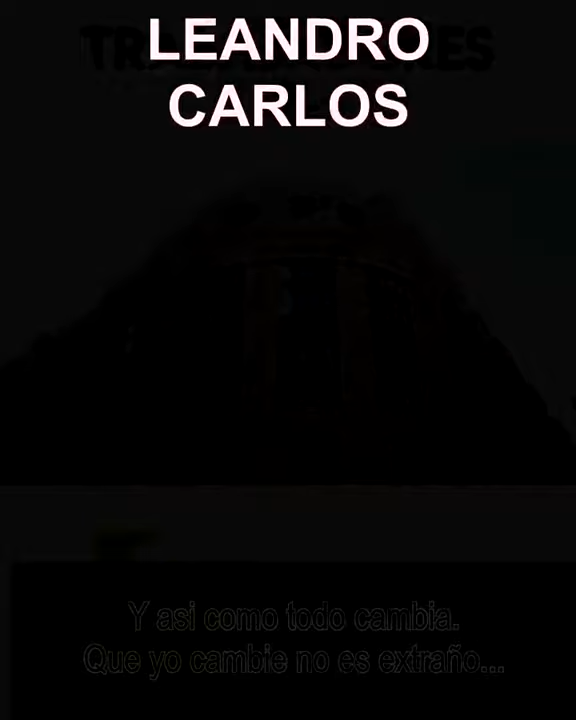 LEANDRO
CARLOS
Y asi como todo cambia.
Que yo cambie no es extraño...